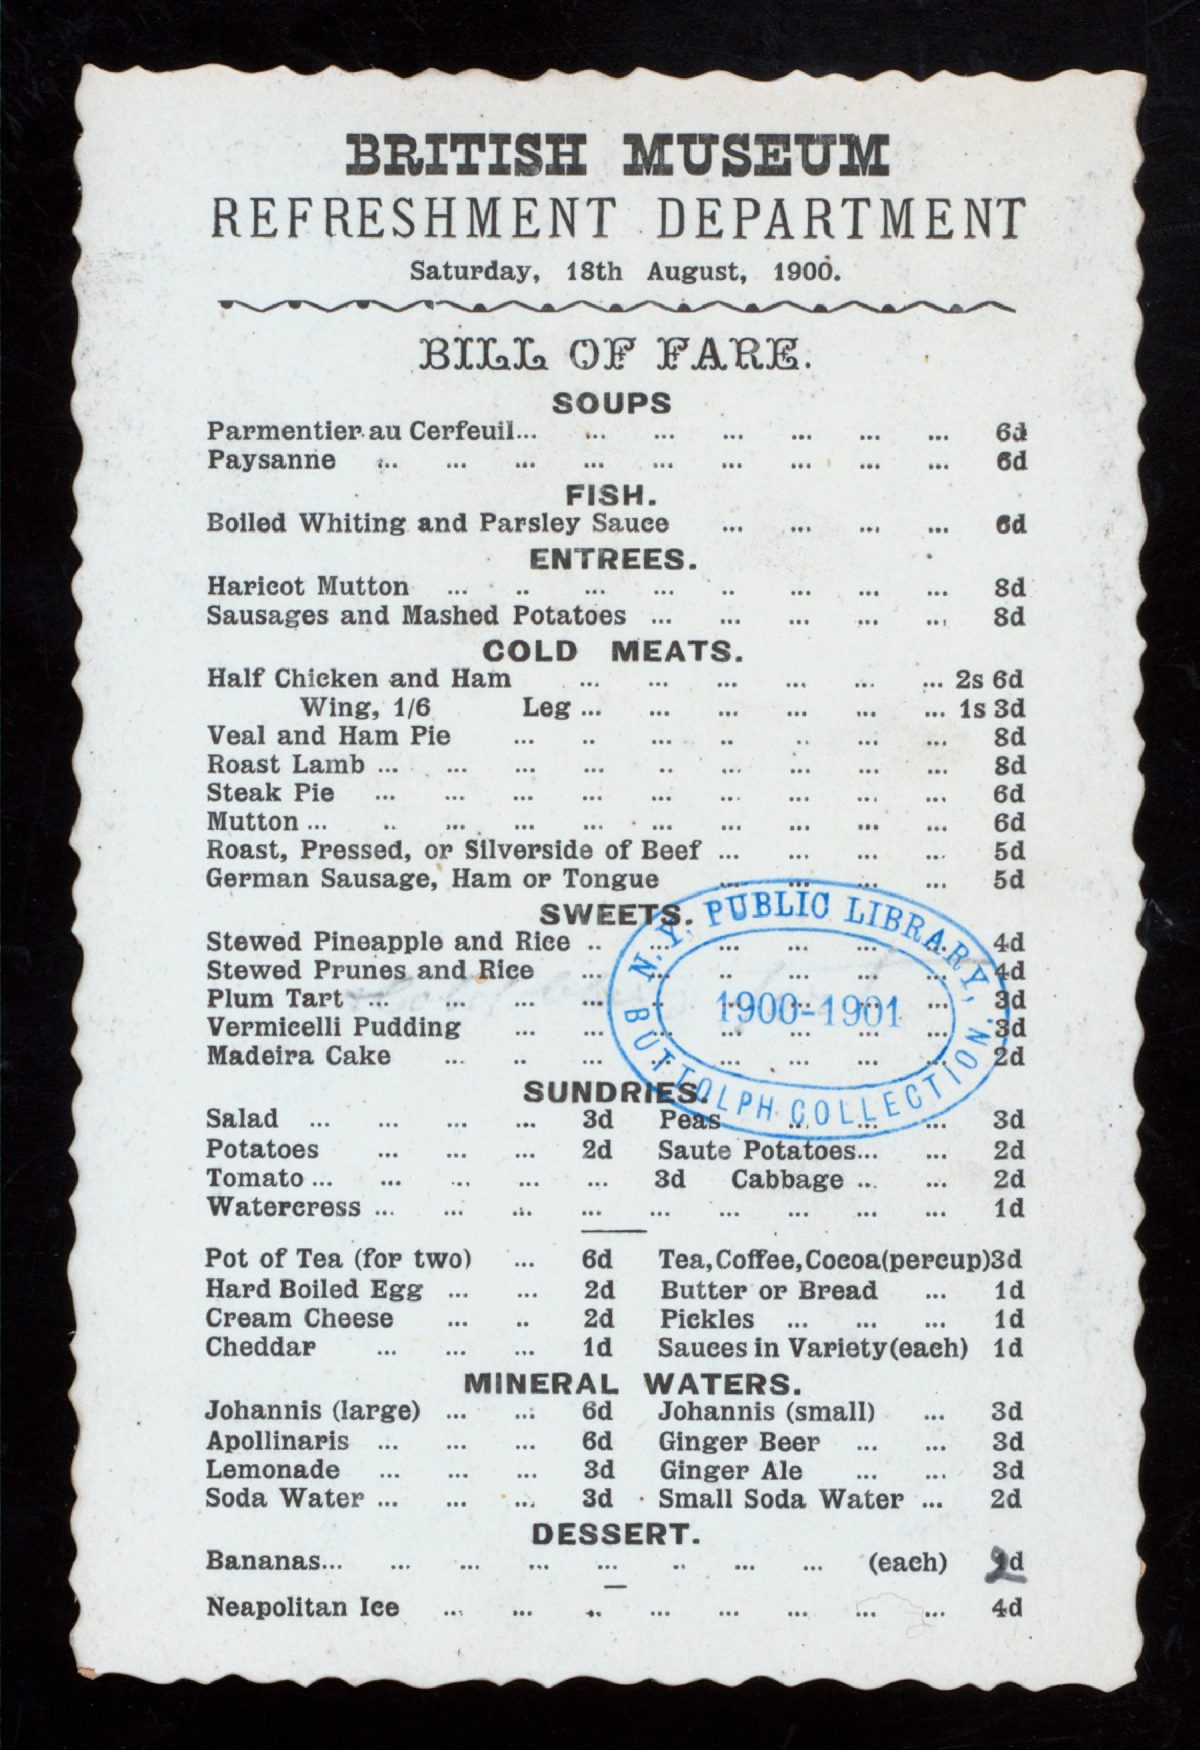 BRITISH MUSEUM
REFRESHMENT DEPARTMENT
Saturday, 18th August, 1900.
BILL OF FARE.
SOUPS
Parmentier au Cerfeuil... ... ... ... ... ... ... 6d
Paysanne ... ... ... ... ... ... ... ... ... 6d
FISH.
Boiled Whiting and Parsley Sauce ... ... ... ... 6d
ENTREES.
Haricot Mutton ... .. ... ... .. ... ... ... 8d
Sausages and Mashed Potatoes ... ... ... ... ... 8d
COLD MEATS.
Half Chicken and Ham ... ... ... ... ... ... 2s 6d
Wing, 1/6 Leg ... ... ... ... ... ... 1s 3d
Veal and Ham Pie ... .. ... .. .. ... ... 8d
Roast Lamb ... ... ... ... .. ... ... ... ... 8d
Steak Pie ... ... ... ... ... ... ... ... ... 6d
Mutton ... .. ... ... ... ... ... ... ... ... 6d
Roast, Pressed, or Silverside of Beef ... ... ... ... 5d
German Sausage, Ham or Tongue ... ... ... ... 5d
SWEETS.
Stewed Pineapple and Rice .. ... ... ... ... ... 4d
Stewed Prunes and Rice ... ... .. ... ... ... 4d
Plum Tart ... ... ... ... .. ... ... ... ... 3d
Vermicelli Pudding ... ... ... ... ... ... ... 3d
Madeira Cake ... .. ... ... ... ... ... ... 2d
N. Y. PUBLIC LIBRARY,
1900-1901
BUTTOLPH COLLECTION.
SUNDRIES.
Salad ... ... ... ... 3d Peas ... ... ... 3d
Potatoes ... ... ... 2d Saute Potatoes... ... 2d
Tomato ... ... ... ... ... 3d Cabbage ... ... 2d
Watercress ... ... ... ... ... ... ... ... ... 1d
Pot of Tea (for two) ... 6d Tea, Coffee, Cocoa (per cup) 3d
Hard Boiled Egg ... ... 2d Butter or Bread ... 1d
Cream Cheese ... .. 2d Pickles ... ... ... 1d
Cheddar ... ... ... 1d Sauces in Variety (each) 1d
MINERAL WATERS.
Johannis (large) ... ... 6d Johannis (small) ... 3d
Apollinaris ... ... ... 6d Ginger Beer ... ... 3d
Lemonade ... ... ... 3d Ginger Ale ... ... 3d
Soda Water ... ... ... 3d Small Soda Water ... 2d
DESSERT.
Bananas... ... ... ... ... .. ... ... (each) 2d
Neapolitan Ice ... ... .. ... ... ... ... ... 4d